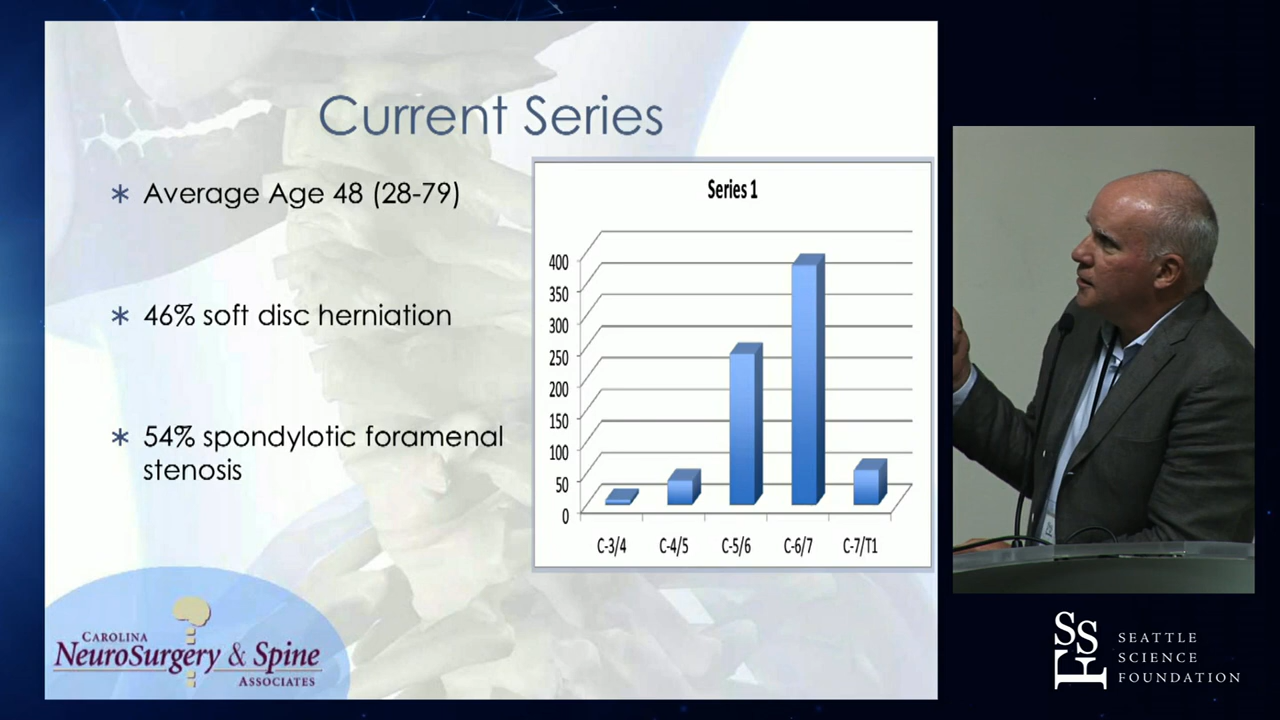 Current Series
Average Age 48 (28-79)
46% soft disc herniation
54% spondylotic foramenal
stenosis
Series 1
400
350
300
250
200
150
100
50
0
C-3/4 C-4/5 C-5/6 C-6/7 C-7/T1
CAROLINA
NEUROSURGERY & SPINE
ASSOCIATES
SSF
SEATTLE
SCIENCE
FOUNDATION